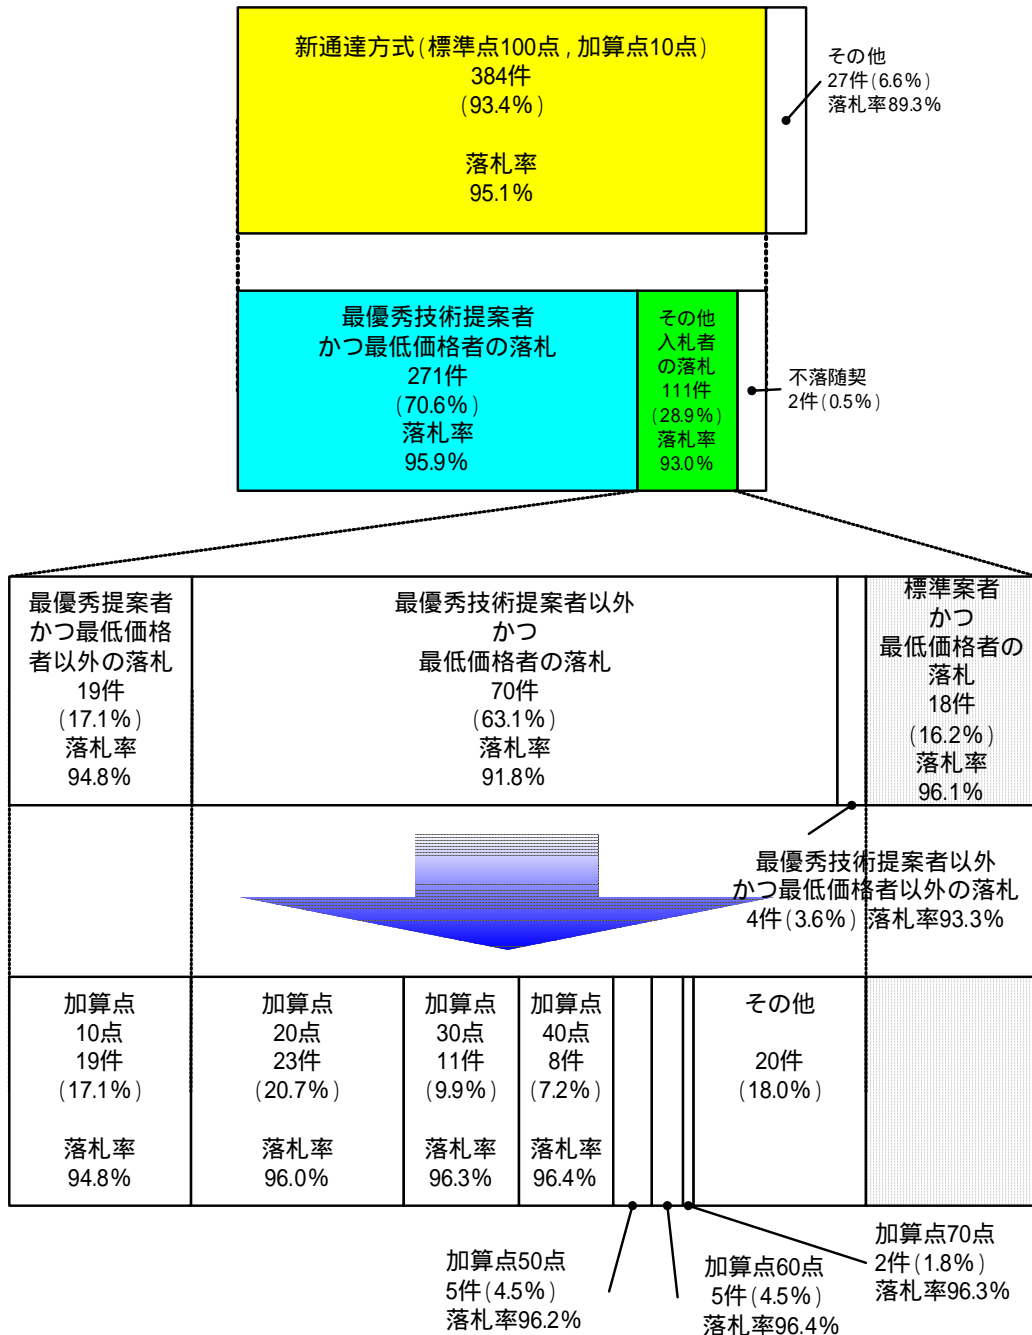 新通達方式(標準点100点,加算点10点)
384件
(93.4%)
落札率
95.1%
その他
27件(6.6%)
落札率89.3%
最優秀技術提案者
かつ最低価格者の落札
271件
(70.6%)
落札率
95.9%
その他
入札者
の落札
111件
(28.9%)
落札率
93.0%
不落随契
2件(0.5%)
最優秀提案者
かつ最低価格
者以外の落札
19件
(17.1%)
落札率
94.8%
最優秀技術提案者以外
かつ
最低価格者の落札
70件
(63.1%)
落札率
91.8%
標準案者
かつ
最低価格者の
落札
18件
(16.2%)
落札率
96.1%
最優秀技術提案者以外
かつ最低価格者以外の落札
4件(3.6%) 落札率93.3%
加算点
10点
19件
(17.1%)
落札率
94.8%
加算点
20点
23件
(20.7%)
落札率
96.0%
加算点
30点
11件
(9.9%)
落札率
96.3%
加算点
40点
8件
(7.2%)
落札率
96.4%
その他
20件
(18.0%)
加算点50点
5件(4.5%)
落札率96.2%
加算点60点
5件(4.5%)
落札率96.4%
加算点70点
2件(1.8%)
落札率96.3%